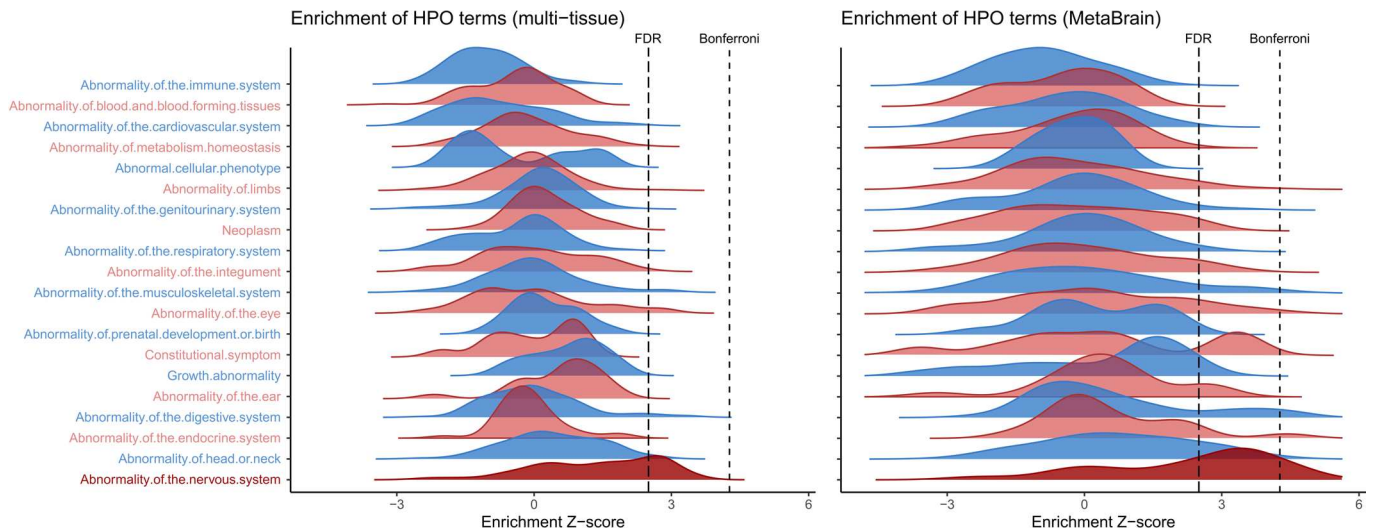 Enrichment of HPO terms (multi−tissue)
Enrichment of HPO terms (MetaBrain)
FDR
Bonferroni
FDR
Bonferroni
Abnormality.of.the.immune.system
Abnormality.of.blood.and.blood.forming.tissues
Abnormality.of.the.cardiovascular.system
Abnormality.of.metabolism.homeostasis
Abnormal.cellular.phenotype
Abnormality.of.limbs
Abnormality.of.the.genitourinary.system
Neoplasm
Abnormality.of.the.respiratory.system
Abnormality.of.the.integument
Abnormality.of.the.musculoskeletal.system
Abnormality.of.the.eye
Abnormality.of.prenatal.development.or.birth
Constitutional.symptom
Growth.abnormality
Abnormality.of.the.ear
Abnormality.of.the.digestive.system
Abnormality.of.the.endocrine.system
Abnormality.of.head.or.neck
Abnormality.of.the.nervous.system
−3
0
3
6
−3
0
3
6
Enrichment Z−score
Enrichment Z−score